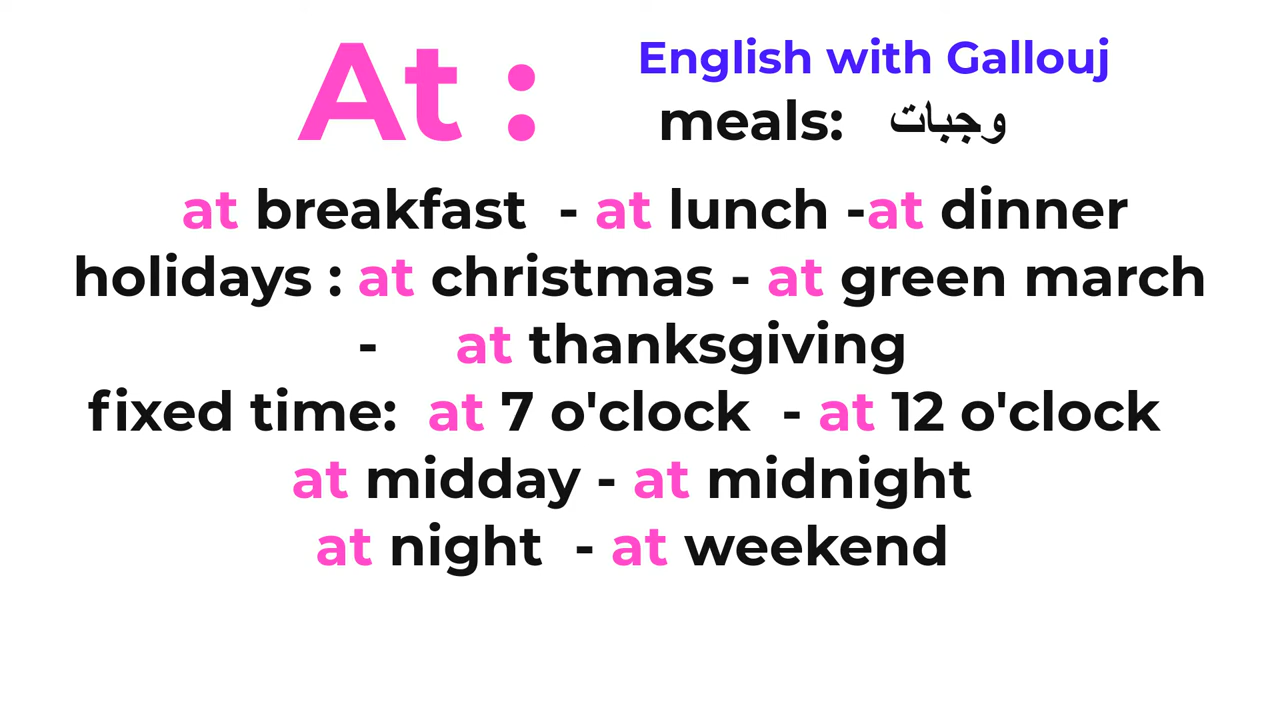 At :
English with Gallouj
meals: وجبات
at breakfast - at lunch -at dinner
holidays : at christmas - at green march
- at thanksgiving
fixed time: at 7 o'clock - at 12 o'clock
at midday - at midnight
at night - at weekend